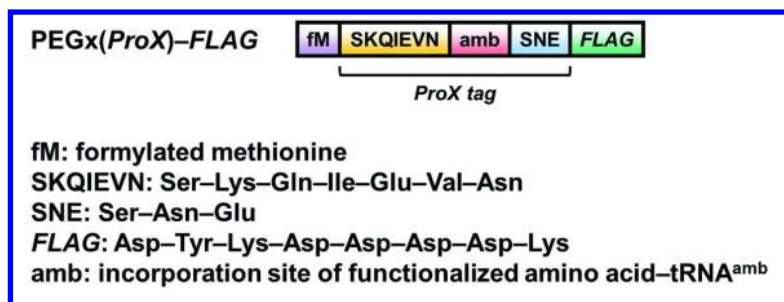 PEGx(ProX)–FLAG fM SKQIEVN amb SNE FLAG
ProX tag
fM: formylated methionine
SKQIEVN: Ser–Lys–Gln–Ile–Glu–Val–Asn
SNE: Ser–Asn–Glu
FLAG: Asp–Tyr–Lys–Asp–Asp–Asp–Asp–Lys
amb: incorporation site of functionalized amino acid–tRNAᵃᵐᵇ